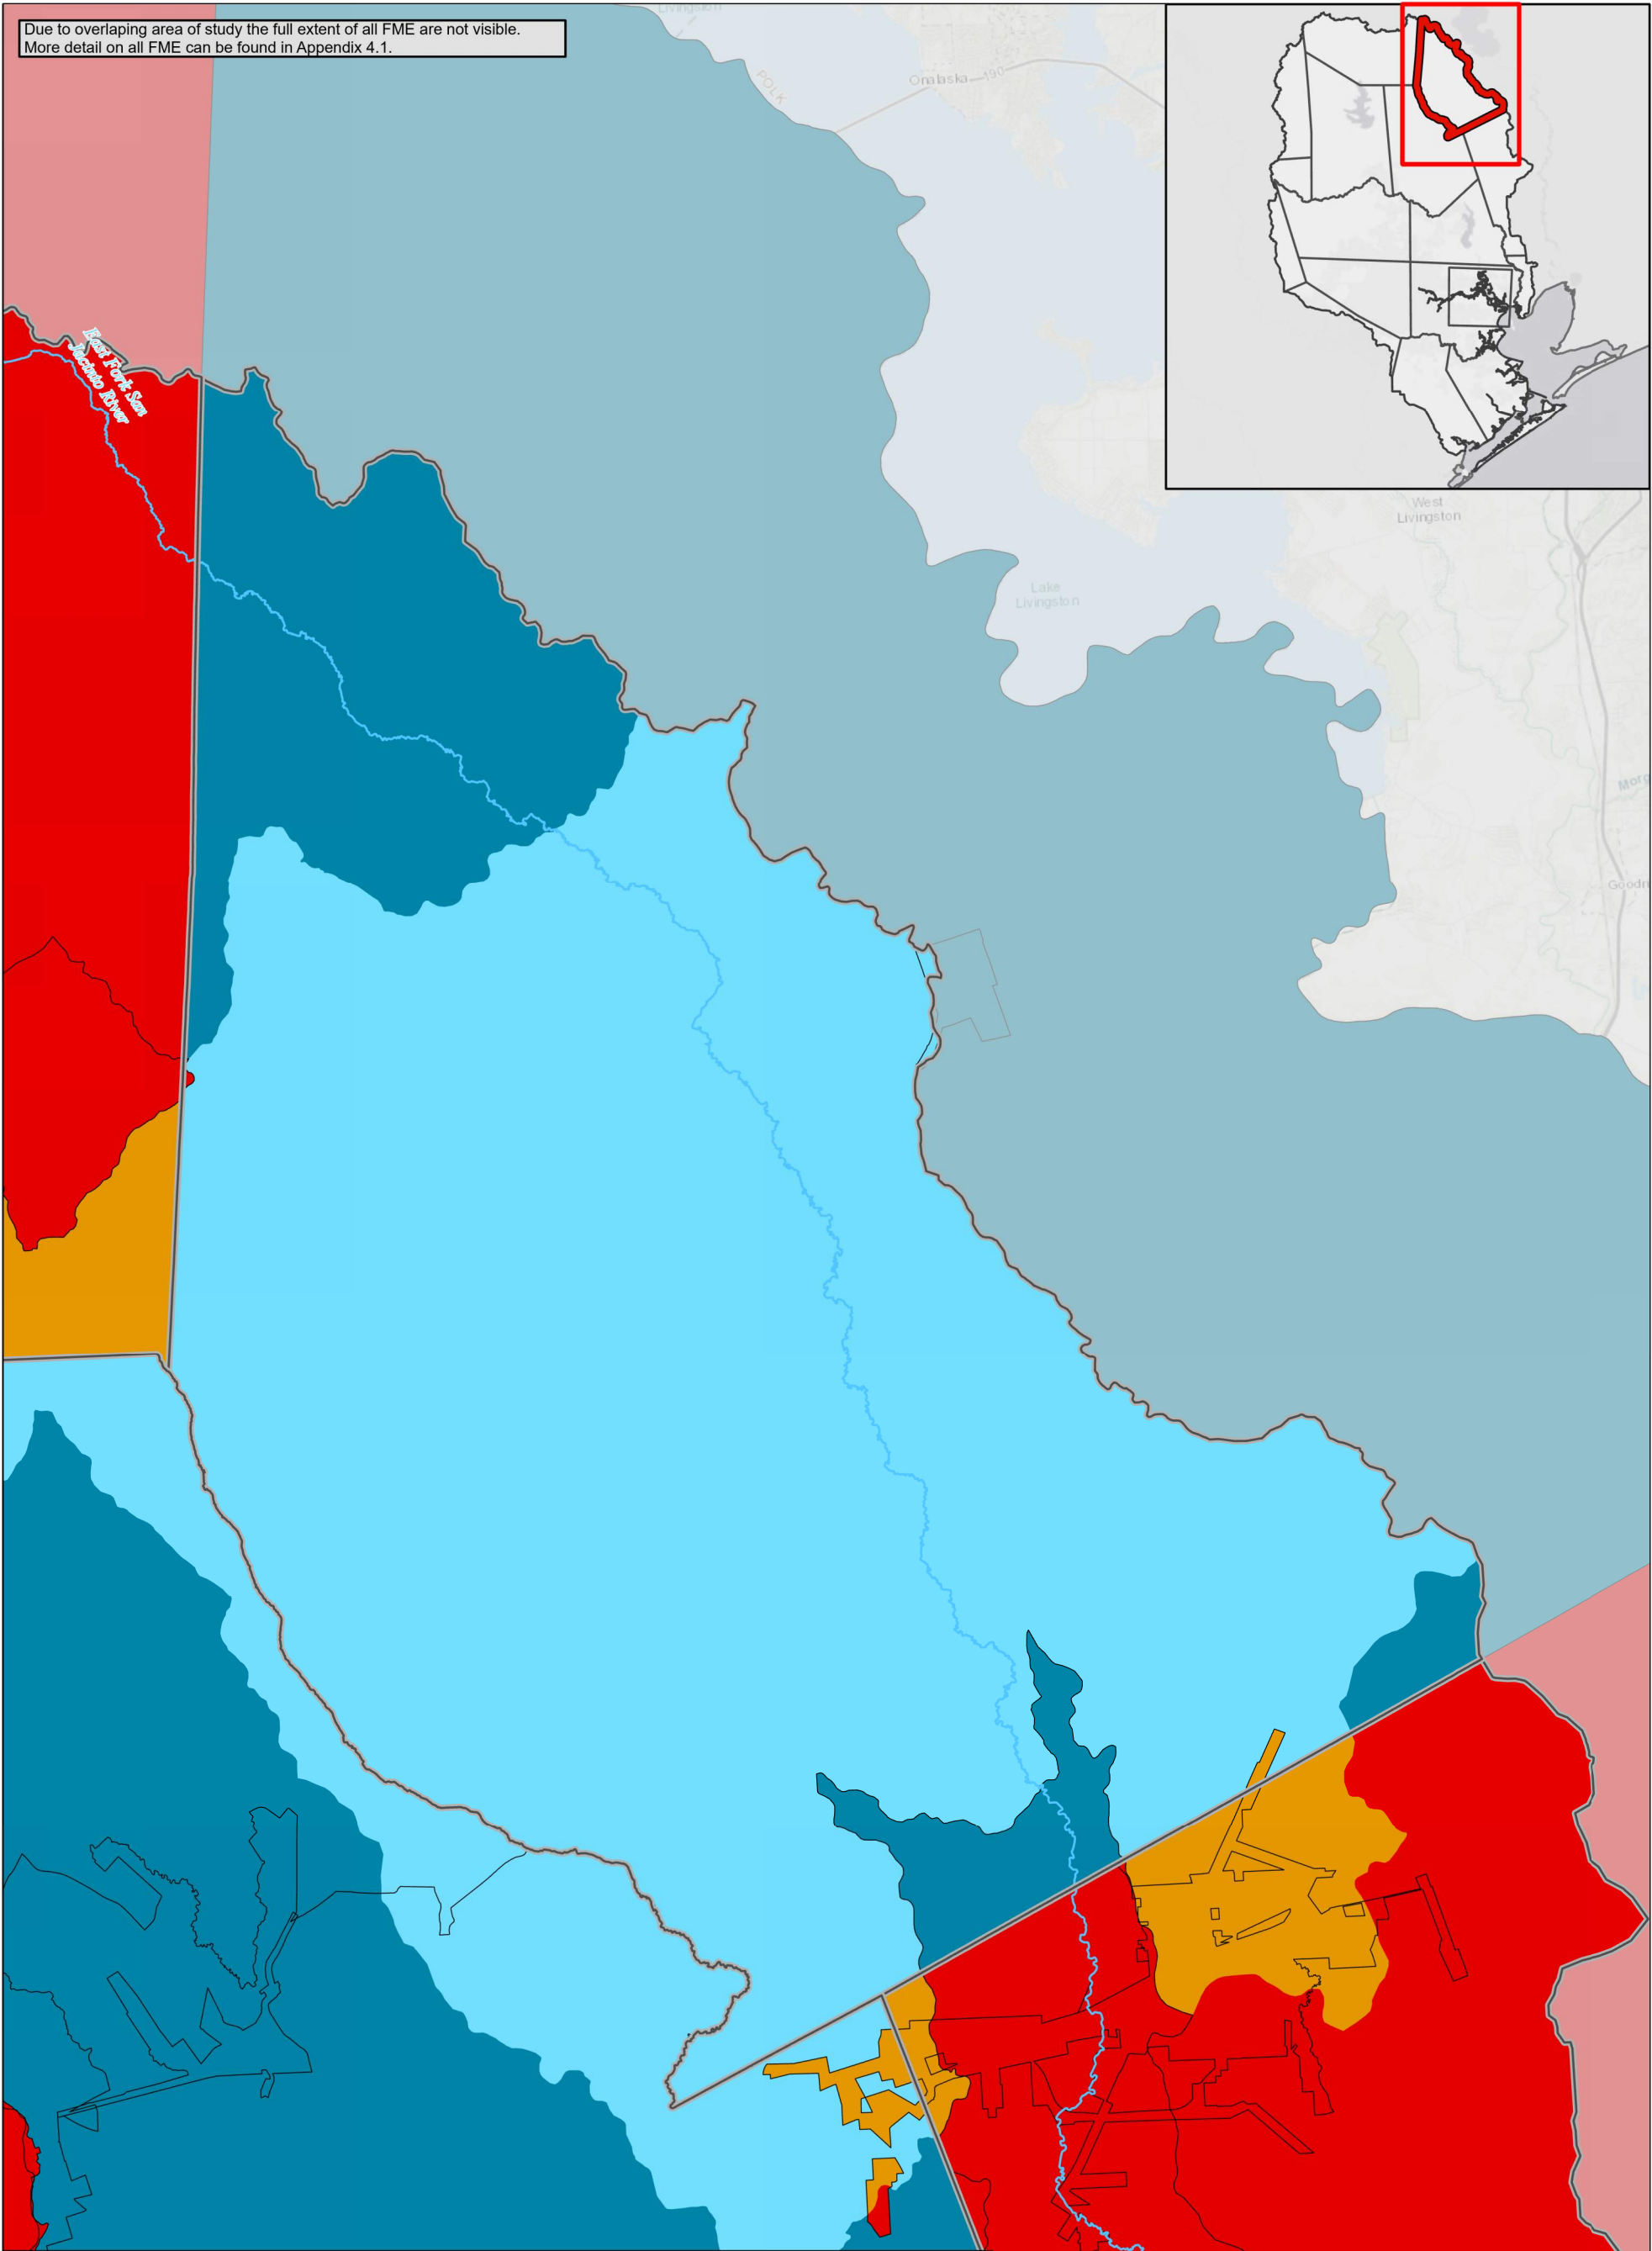 Due to overlaping area of study the full extent of all FME are not visible.
More detail on all FME can be found in Appendix 4.1.
Livingston
POLK
Onalaska
190
West
Livingston
Lake
Livingston
East Fork San
Jacinto River